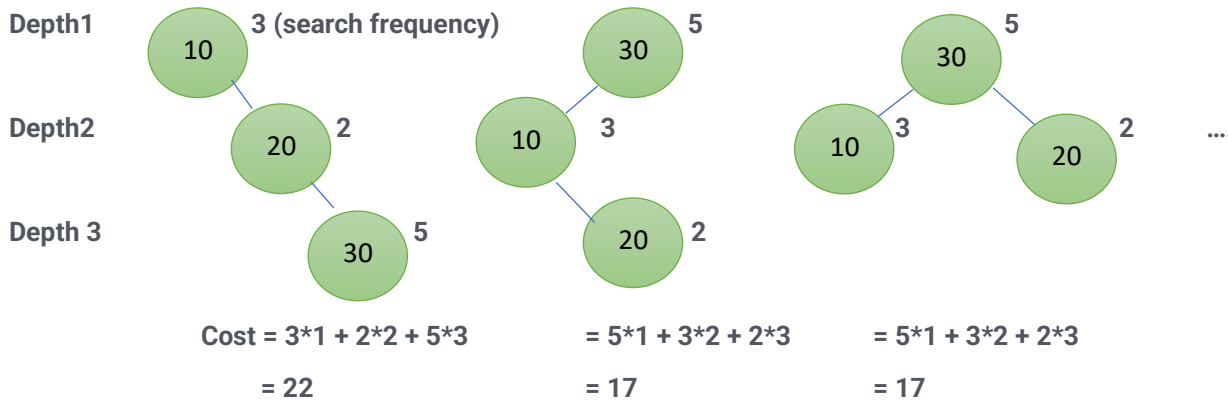 Depth1 10 3 (search frequency) 30 5 30 5
Depth2 20 2 10 3 10 3 20 2 ...
Depth 3 30 5 20 2
Cost = 3*1 + 2*2 + 5*3 = 5*1 + 3*2 + 2*3 = 5*1 + 3*2 + 2*3
= 22 = 17 = 17